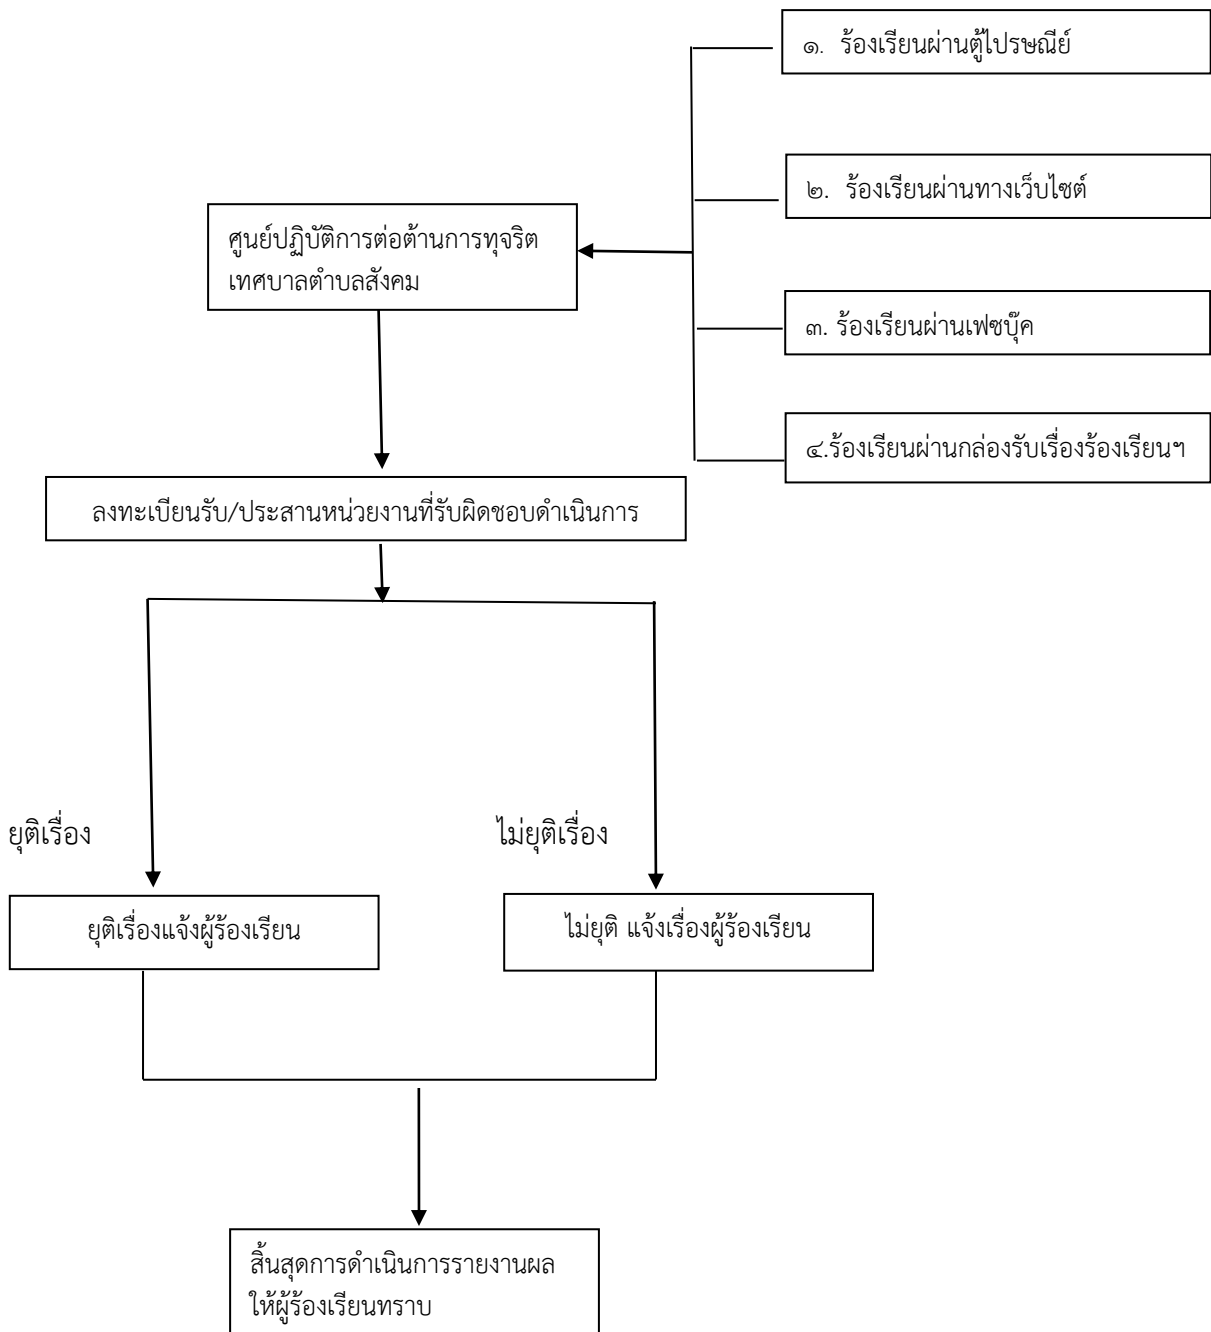 ๑. ร้องเรียนผ่านตู้ไปรษณีย์
๒. ร้องเรียนผ่านทางเว็บไซต์
ศูนย์ปฏิบัติการต่อต้านการทุจริต
เทศบาลตำบลสังคม
๓. ร้องเรียนผ่านเฟซบุ๊ค
๔.ร้องเรียนผ่านกล่องรับเรื่องร้องเรียนฯ
ลงทะเบียนรับ/ประสานหน่วยงานที่รับผิดชอบดำเนินการ
ยุติเรื่อง
ไม่ยุติเรื่อง
ยุติเรื่องแจ้งผู้ร้องเรียน
ไม่ยุติ แจ้งเรื่องผู้ร้องเรียน
สิ้นสุดการดำเนินการรายงานผล
ให้ผู้ร้องเรียนทราบ